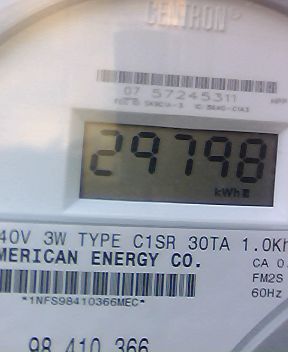 CENTRON®
07 57245311
29798
kWh
40V 3W TYPE C1SR 30TA 1.0Kh
MERICAN ENERGY CO.
CA 0.
FM2S
60Hz
*1NFS98410366MEC*
98 410 366